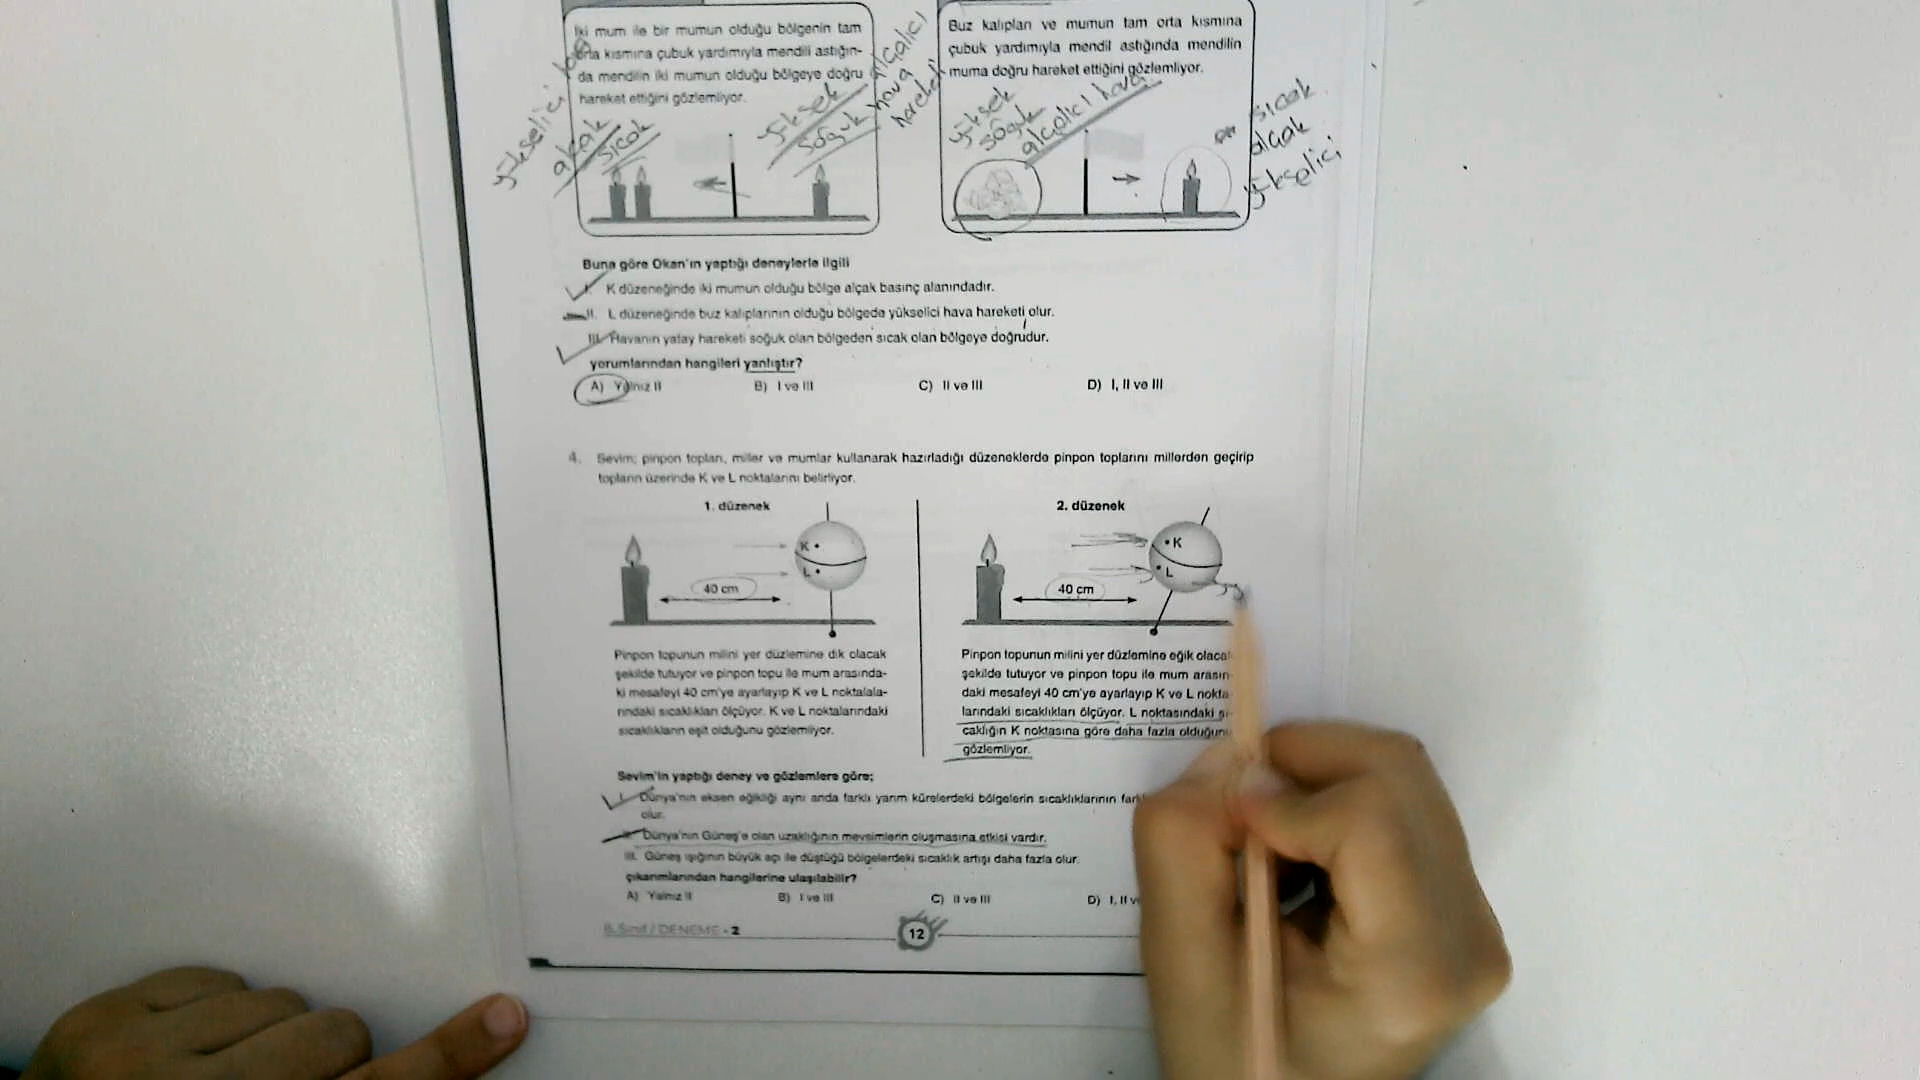 İki mum ile bir mumun olduğu bölgenin tam
orta kısmına çubuk yardımıyla mendili astığın-
da mendilin iki mumun olduğu bölgeye doğru
hareket ettiğini gözlemliyor.
yükselici hava
alçak
sıcak
yüksek
soğuk
alçalıcı
hava
hareketi
Buz kalıpları ve mumun tam orta kısmına
çubuk yardımıyla mendil astığında mendilin
muma doğru hareket ettiğini gözlemliyor.
yüksek
soğuk
alçalıcı hava
sıcak
alçak
yükselici
Buna göre Okan'ın yaptığı deneylerle ilgili
I. K düzeneğinde iki mumun olduğu bölge alçak basınç alanındadır.
II. L düzeneğinde buz kalıplarının olduğu bölgede yükselici hava hareketi olur.
III. Havanın yatay hareketi soğuk olan bölgeden sıcak olan bölgeye doğrudur.
yorumlarından hangileri yanlıştır?
A) Yalnız II B) I ve III C) II ve III D) I, II ve III
4. Sevim; pinpon topları, miller ve mumlar kullanarak hazırladığı düzeneklerde pinpon toplarını millerden geçirip
topların üzerinde K ve L noktalarını belirliyor.
1. düzenek
K
L
40 cm
Pinpon topunun milini yer düzlemine dik olacak
şekilde tutuyor ve pinpon topu ile mum arasında-
ki mesafeyi 40 cm'ye ayarlayıp K ve L noktalala-
rındaki sıcaklıkları ölçüyor. K ve L noktalarındaki
sıcaklıkların eşit olduğunu gözlemliyor.
2. düzenek
K
L
40 cm
Pinpon topunun milini yer düzlemine eğik olaca
şekilde tutuyor ve pinpon topu ile mum arasın-
daki mesafeyi 40 cm'ye ayarlayıp K ve L nokta
larındaki sıcaklıkları ölçüyor. L noktasındaki sı-
caklığın K noktasına göre daha fazla olduğunu
gözlemliyor.
Sevim'in yaptığı deney ve gözlemlere göre;
I. Dünya'nın eksen eğikliği aynı anda farklı yarım kürelerdeki bölgelerin sıcaklıklarının fark
olur.
II. Dünya'nın Güneş'e olan uzaklığının mevsimlerin oluşmasına etkisi vardır.
III. Güneş ışığının büyük açı ile düştüğü bölgelerdeki sıcaklık artışı daha fazla olur.
çıkarımlarından hangilerine ulaşılabilir?
A) Yalnız II B) I ve III C) II ve III D) I, II v
8. Sınıf / DENEME - 2
12